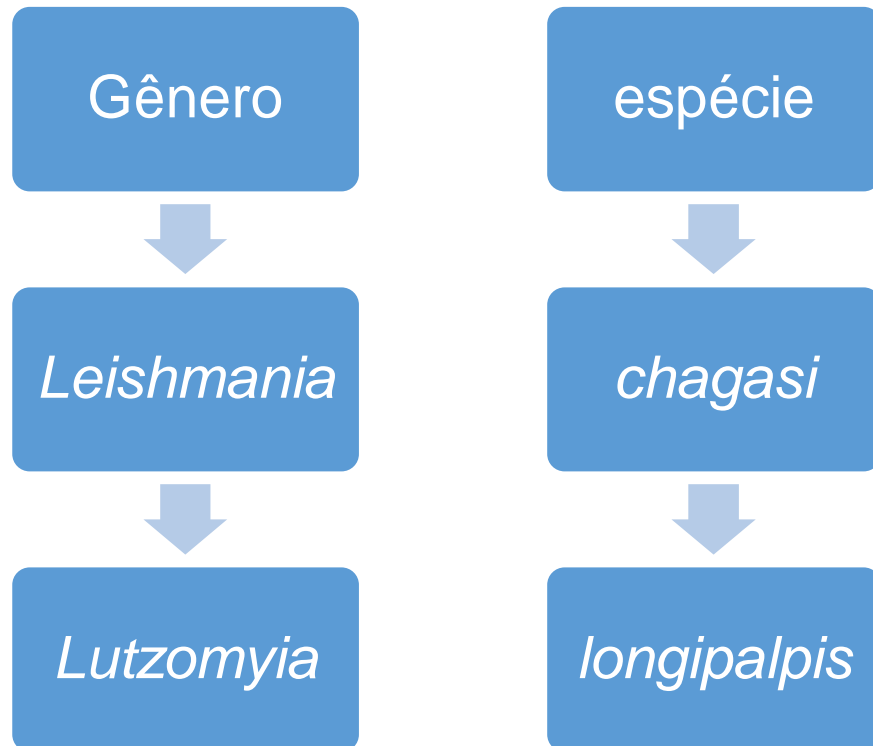 Gênero
espécie
Leishmania
chagasi
Lutzomyia
longipalpis